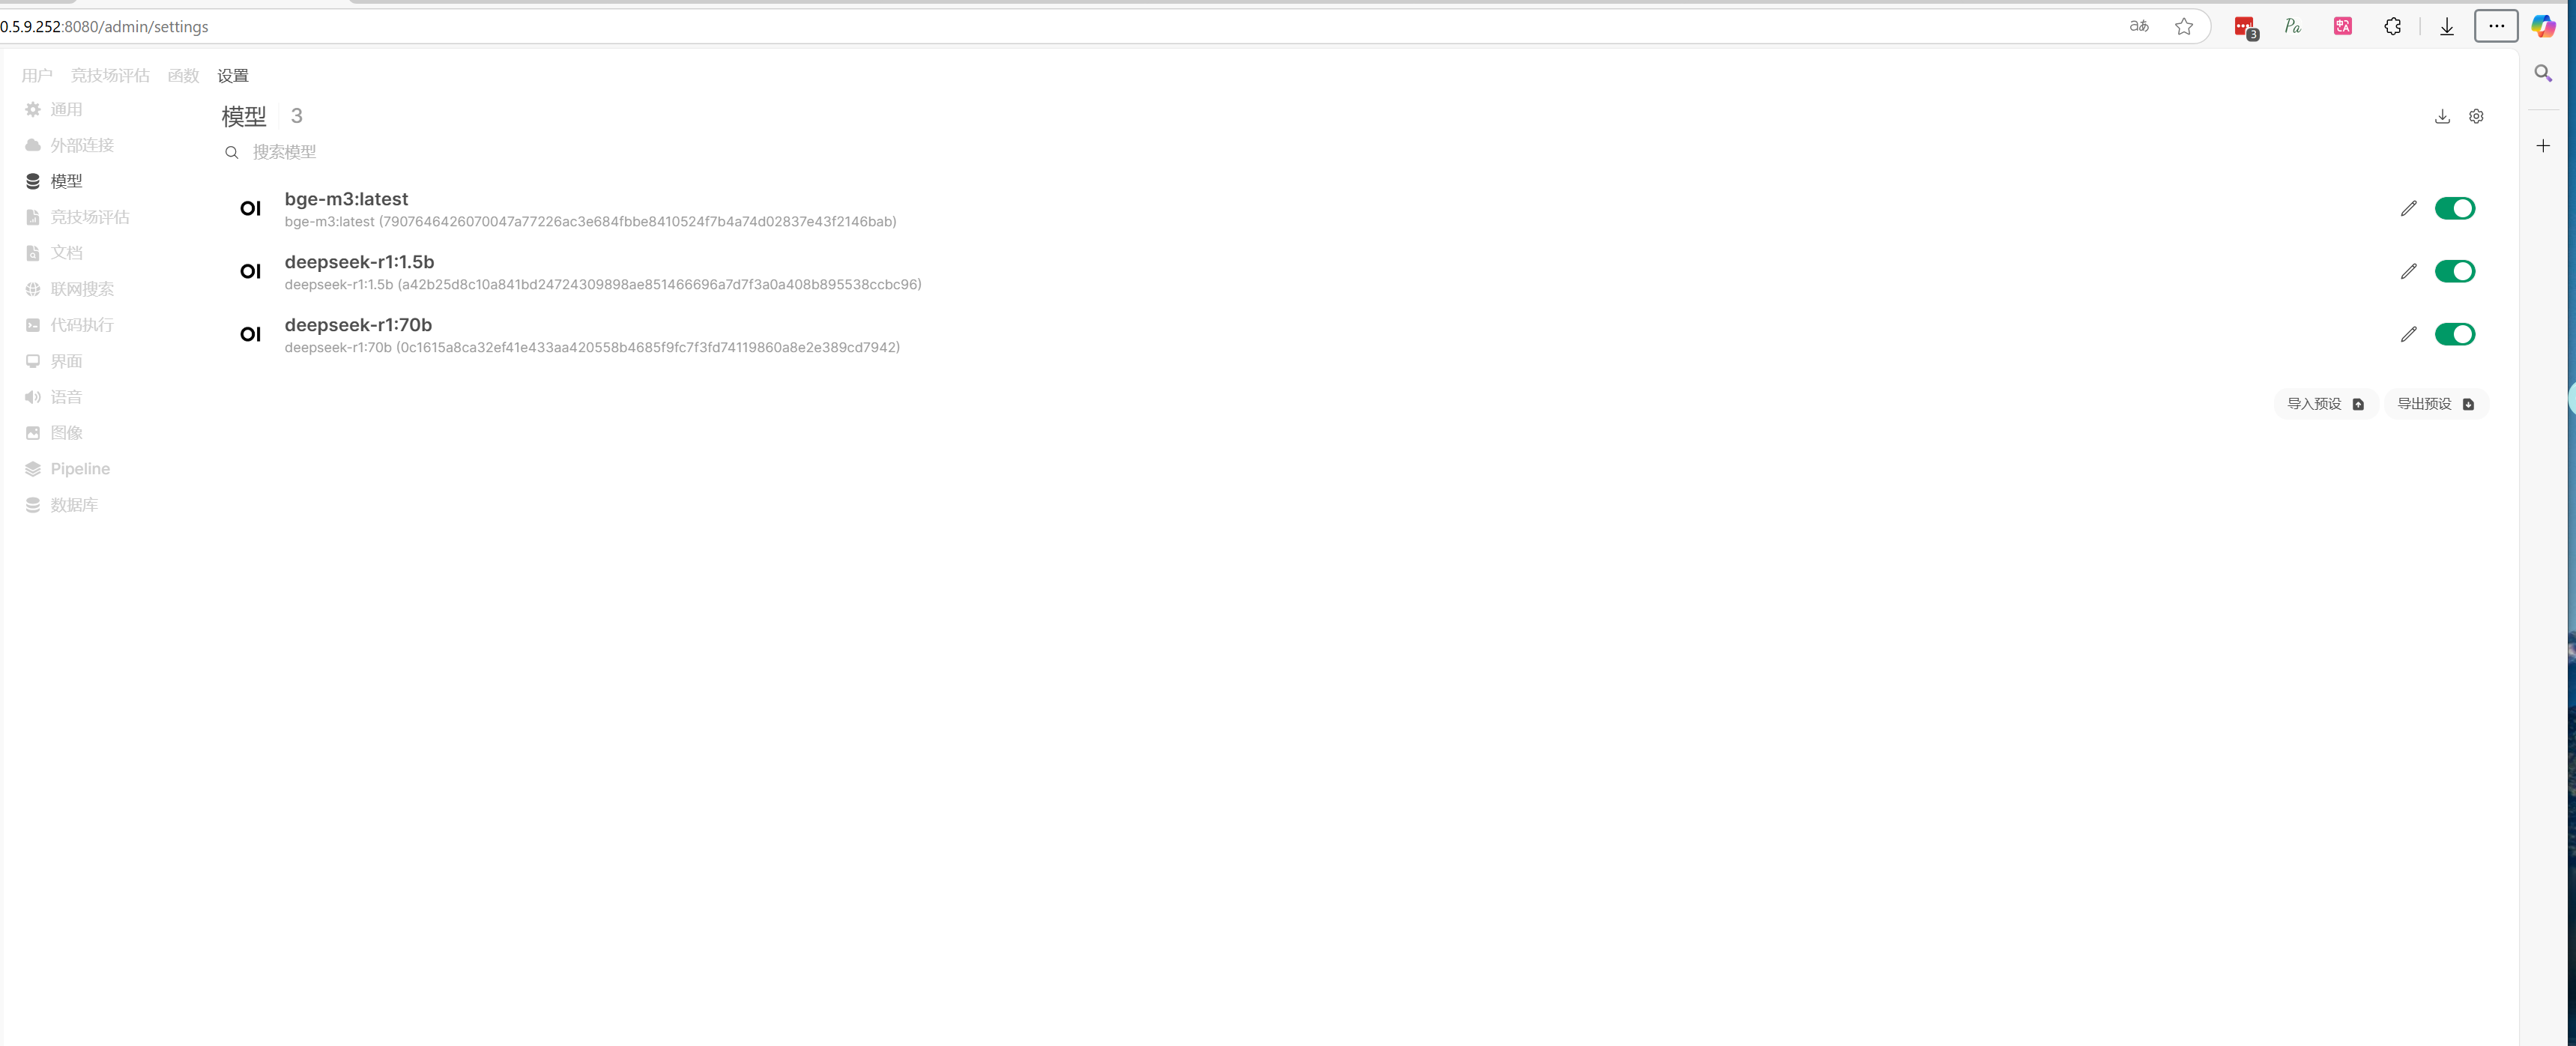 0.5.9.252:8080/admin/settings
aあ
3
Pa
用户 竞技场评估 函数 设置
通用
外部连接
模型
竞技场评估
文档
联网搜索
代码执行
界面
语音
图像
Pipeline
数据库
模型 3
搜索模型
OI
bge-m3:latest
bge-m3:latest (7907646426070047a77226ac3e684fbbe8410524f7b4a74d02837e43f2146bab)
OI
deepseek-r1:1.5b
deepseek-r1:1.5b (a42b25d8c10a841bd24724309898ae851466696a7d7f3a0a408b895538ccbc96)
OI
deepseek-r1:70b
deepseek-r1:70b (0c1615a8ca32ef41e433aa420558b4685f9fc7f3fd74119860a8e2e389cd7942)
导入预设 导出预设